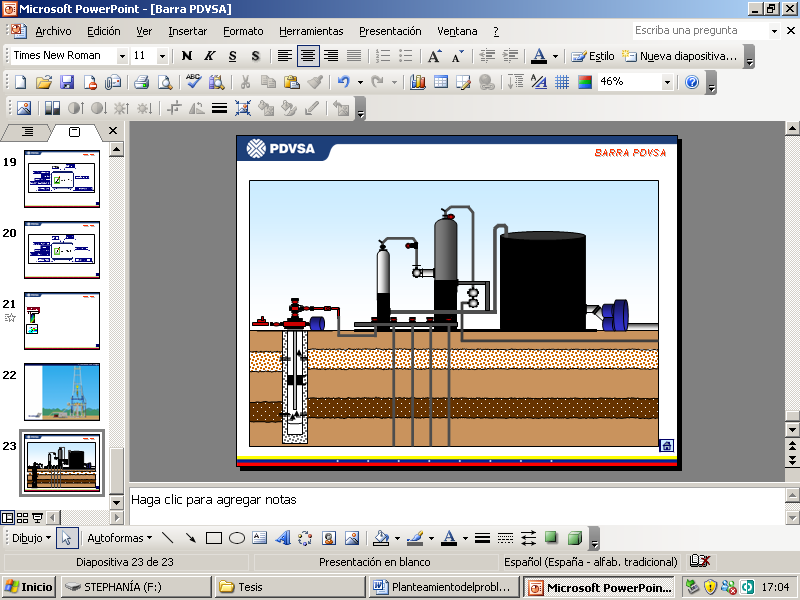 Microsoft PowerPoint - [Barra PDVSA]
Archivo Edición Ver Insertar Formato Herramientas Presentación Ventana ? Escriba una pregunta
Times New Roman 11 N K S S A A A Estilo Nueva diapositiva...
46%
19
20
21
22
23
PDVSA
BARRA PDVSA
Haga clic para agregar notas
Dibujo Autoformas
Diapositiva 23 de 23 Presentación en blanco Español (España - alfab. tradicional)
Inicio STEPHANÍA (F:) Tesis Planteamientodelprobl... Microsoft PowerPoin... 17:04